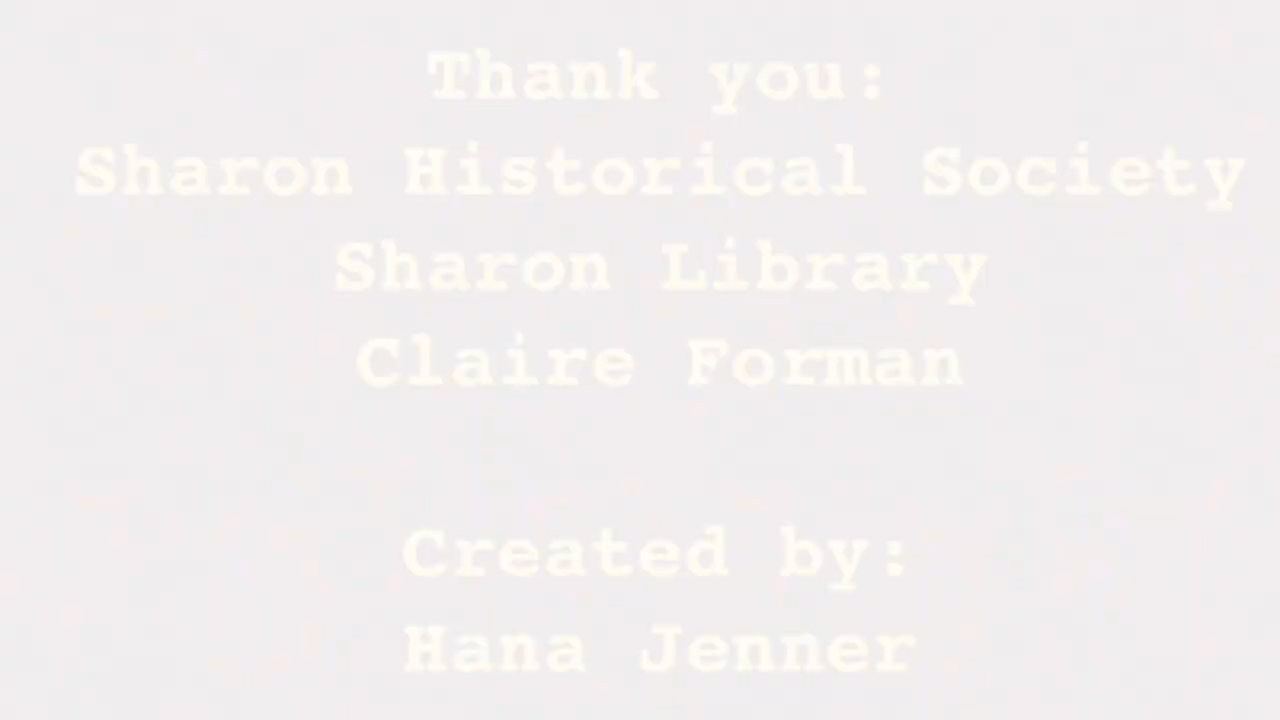 Thank you:
Sharon Historical Society
Sharon Library
Claire Forman
Created by:
Hana Jenner